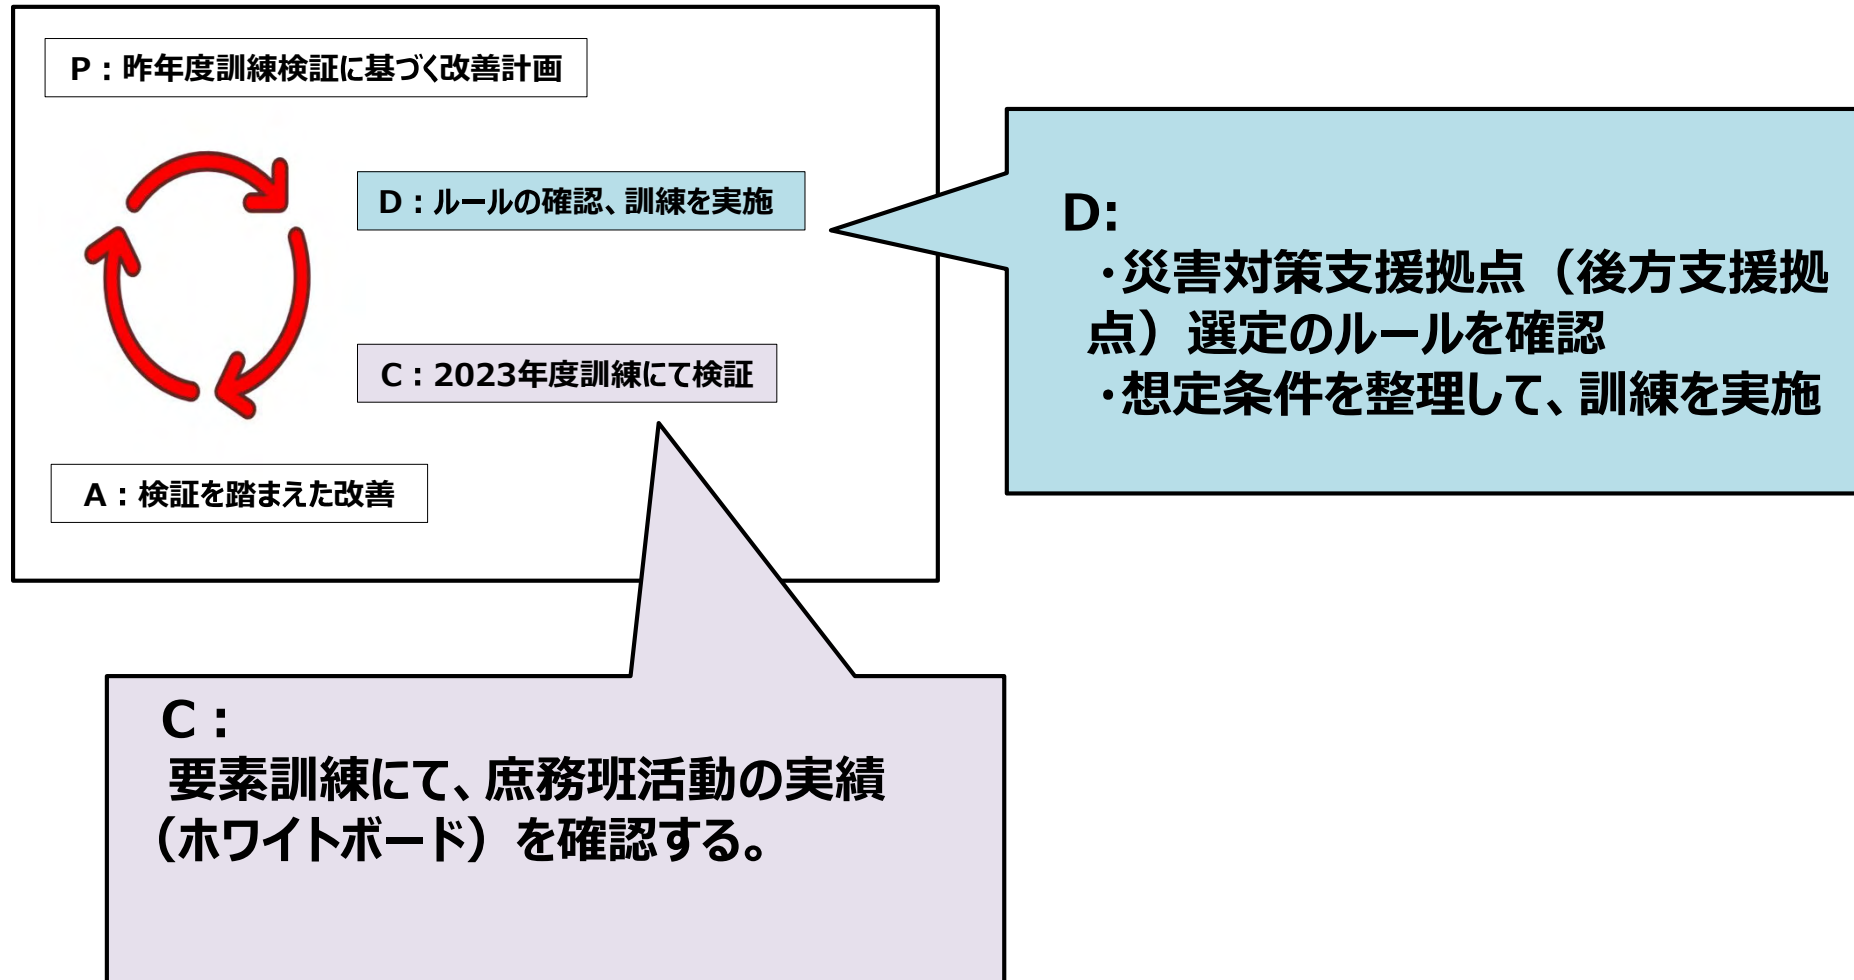 P：昨年度訓練検証に基づく改善計画
D：ルールの確認、訓練を実施
C：2023年度訓練にて検証
A：検証を踏まえた改善
D:
・災害対策支援拠点（後方支援拠
点）選定のルールを確認
・想定条件を整理して、訓練を実施
C：
要素訓練にて、庶務班活動の実績
（ホワイトボード）を確認する。